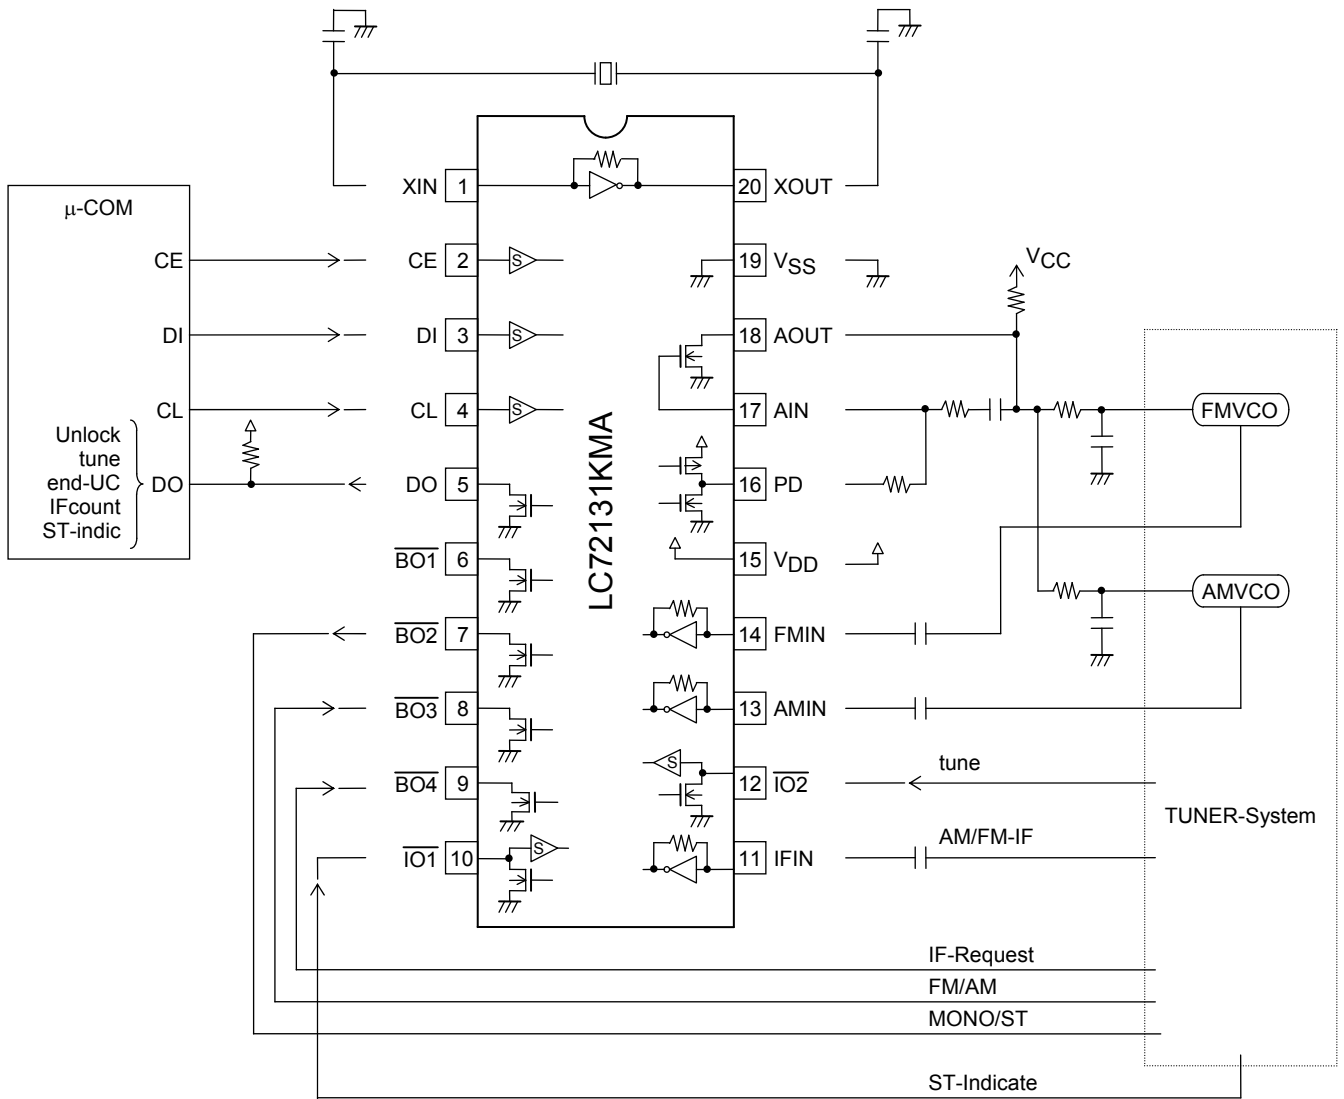 μ-COM
CE
DI
CL
DO
Unlock
tune
end-UC
IFcount
ST-indic
XIN 1
CE 2 S
DI 3 S
CL 4 S
DO 5
BO1 6
BO2 7
BO3 8
BO4 9
IO1 10 S
LC72131KMA
20 XOUT
19 VSS
18 AOUT
17 AIN
16 PD
15 VDD
14 FMIN
13 AMIN
S 12 IO2
11 IFIN
VCC
FMVCO
AMVCO
tune
TUNER-System
AM/FM-IF
IF-Request
FM/AM
MONO/ST
ST-Indicate